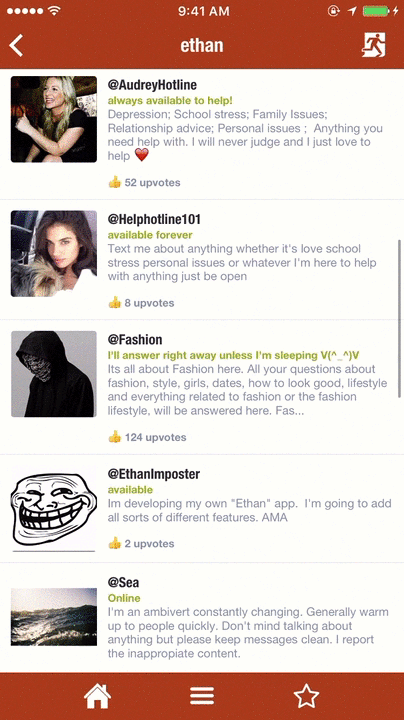 9:41 AM
ethan
@AudreyHotline
always available to help!
Depression; School stress; Family Issues;
Relationship advice; Personal issues ; Anything you
need help with. I will never judge and I just love to
help ❤️
👍 52 upvotes
@Helphotline101
available forever
Text me about anything whether it's love school
stress personal issues or whatever I'm here to help
with anything just be open
👍 8 upvotes
@Fashion
I'll answer right away unless I'm sleeping V(^_^)V
Its all about Fashion here. All your questions about
fashion, style, girls, dates, how to look good, lifestyle
and everything related to fashion or the fashion
lifestyle, will be answered here. Fas...
👍 124 upvotes
@EthanImposter
available
Im developing my own "Ethan" app. I'm going to add
all sorts of different features. AMA
👍 2 upvotes
@Sea
Online
I'm an ambivert constantly changing. Generally warm
up to people quickly. Don't mind talking about
anything but please keep messages clean. I report
the inappropiate content.